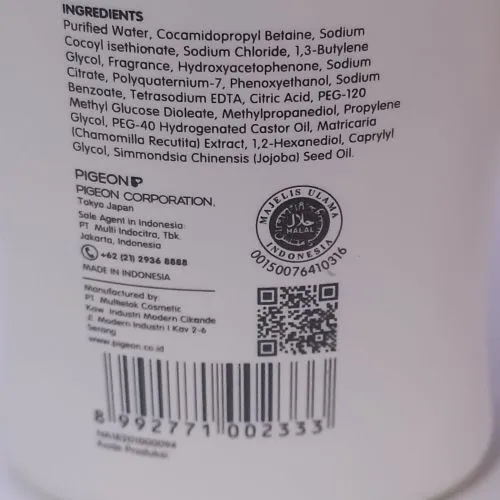 INGREDIENTS
Purified Water, Cocamidopropyl Betaine, Sodium
Cocoyl isethionate, Sodium Chloride, 1,3-Butylene
Glycol, Fragrance, Hydroxyacetophenone, Sodium
Citrate, Polyquaternium-7, Phenoxyethanol, Sodium
Benzoate, Tetrasodium EDTA, Citric Acid, PEG-120
Methyl Glucose Dioleate, Methylpropanediol, Propylene
Glycol, PEG-40 Hydrogenated Castor Oil, Matricaria
(Chamomilla Recutita) Extract, 1,2-Hexanediol, Caprylyl
Glycol, Simmondsia Chinensis (Jojoba) Seed Oil.
PIGEON
PIGEON CORPORATION.
Tokyo Japan
Sole Agent in Indonesia:
PT. Multi Indocitra, Tbk.
Jakarta, Indonesia
+62 (21) 2936 8888
MADE IN INDONESIA
Manufactured by
PT. Multielok Cosmetic
Kaw. Industri Modern Cikande
Jl. Modern Industri I Kav 2-6
Serang
www.pigeon.co.id
MAJELIS ULAMA
حلال
HALAL
INDONESIA
00150076410316
8 992771 002333
Kode Produksi